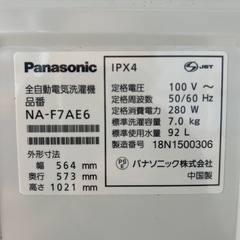 Panasonic
全自動電気洗濯機
品番
NA-F7AE6
外形寸法
幅 564 mm
奥行 573 mm
高さ 1021 mm
IPX4
JET
定格電圧 100 V~
定格周波数 50/60 Hz
定格消費電力 280 W
標準洗濯容量 7.0 kg
標準使用水量 92 L
製造番号 18N1500306
PS E
パナソニック株式会社
中国製